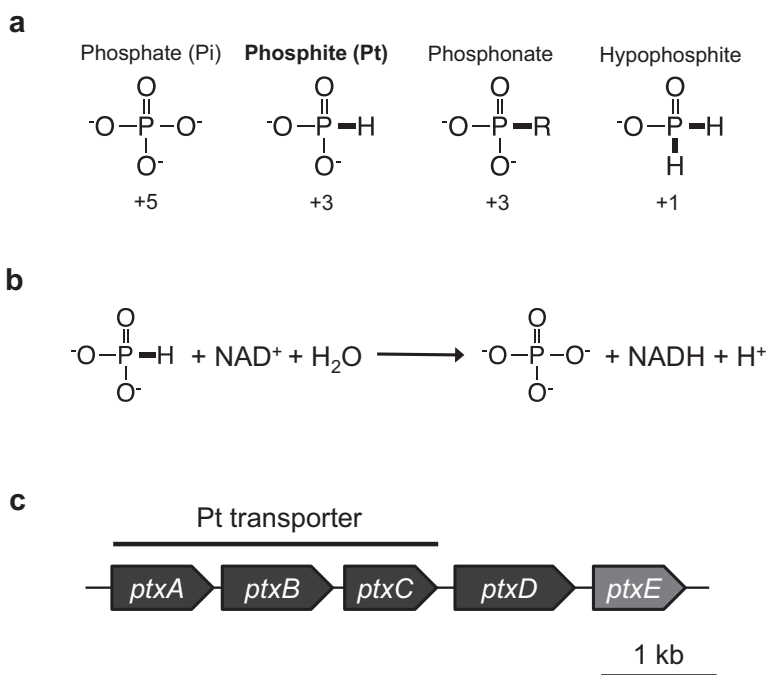 a
Phosphate (Pi) Phosphite (Pt) Phosphonate Hypophosphite
O O O O
⁻O–P–O⁻ ⁻O–P–H ⁻O–P–R ⁻O–P–H
O⁻ O⁻ O⁻ H
+5 +3 +3 +1
b
O O
⁻O–P–H + NAD⁺ + H₂O → ⁻O–P–O⁻ + NADH + H⁺
O⁻ O⁻
c
Pt transporter
ptxA ptxB ptxC ptxD ptxE
1 kb